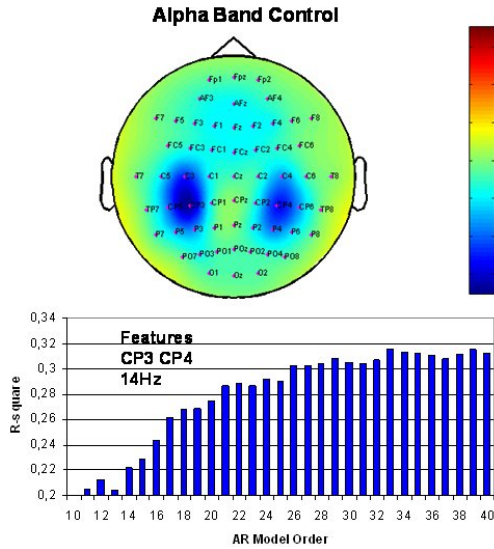 Alpha Band Control
Fp1 Fpz Fp2
AF3 AFz AF4
F7 F5 F3 F1 Fz F2 F4 F6 F8
FC5 FC3 FC1 FCz FC2 FC4 FC6
T7 C5 C3 C1 Cz C2 C4 C6 T8
TP7 CP1 CPz CP2 CP4 CP6 TP8
P7 P5 P3 P1 Pz P2 P4 P6 P8
PO7 PO3 PO1 POz PO2 PO4 PO8
O1 Oz O2
0,34
0,32
0,3
0,28
0,26
0,24
0,22
0,2
R-square
Features
CP3 CP4
14Hz
10 12 14 16 18 20 22 24 26 28 30 32 34 36 38 40
AR Model Order